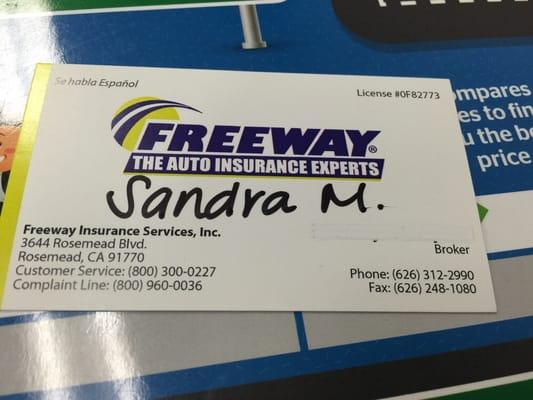 Se habla Español
License #0F82773
FREEWAY®
THE AUTO INSURANCE EXPERTS
Sandra M.
Freeway Insurance Services, Inc.
3644 Rosemead Blvd.
Rosemead, CA 91770
Customer Service: (800) 300-0227
Complaint Line: (800) 960-0036
Broker
Phone: (626) 312-2990
Fax: (626) 248-1080
ompares
es to fin
u the be
price